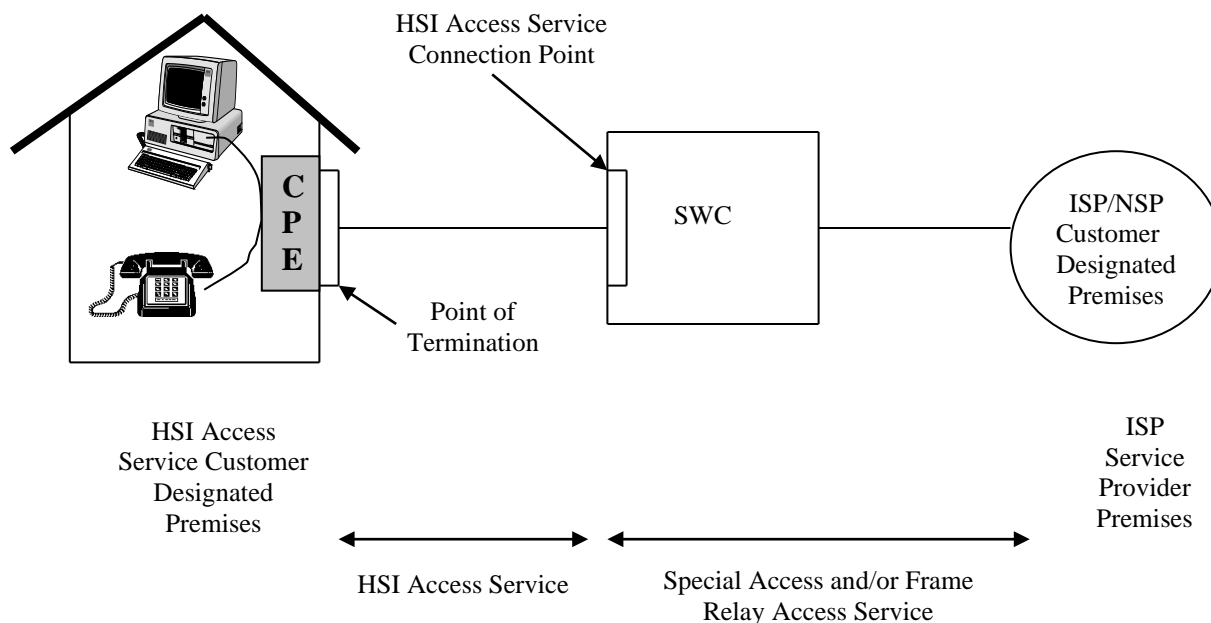 HSI Access Service
Connection Point
C
P
E
SWC
ISP/NSP
Customer
Designated
Premises
Point of
Termination
HSI Access
Service Customer
Designated
Premises
ISP
Service
Provider
Premises
HSI Access Service
Special Access and/or Frame
Relay Access Service